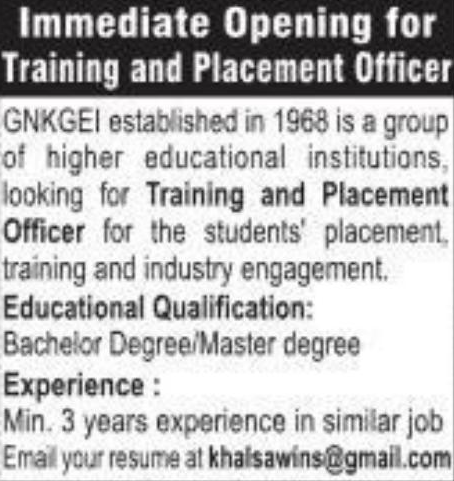 Immediate Opening for
Training and Placement Officer
GNKGEI established in 1968 is a group
of higher educational institutions,
looking for Training and Placement
Officer for the students' placement,
training and industry engagement.
Educational Qualification:
Bachelor Degree/Master degree
Experience :
Min. 3 years experience in similar job
Email your resume at khalsawins@gmail.com